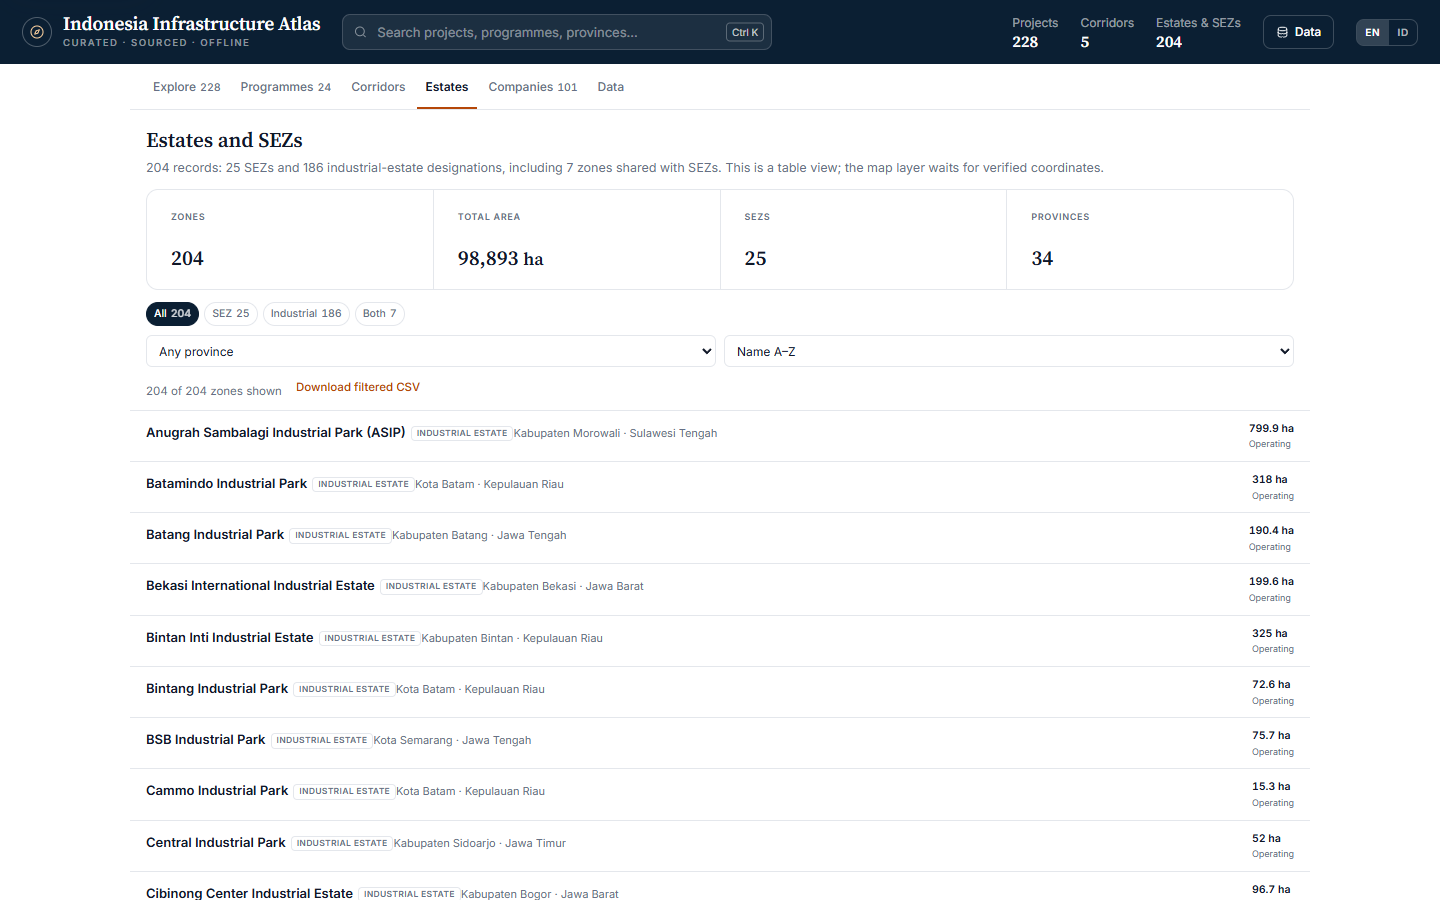 Indonesia Infrastructure Atlas
CURATED · SOURCED · OFFLINE
Search projects, programmes, provinces...
Ctrl K
Projects
228
Corridors
5
Estates & SEZs
204
Data
EN
ID
Explore 228
Programmes 24
Corridors
Estates
Companies 101
Data
Estates and SEZs
204 records: 25 SEZs and 186 industrial-estate designations, including 7 zones shared with SEZs. This is a table view; the map layer waits for verified coordinates.
ZONES
204
TOTAL AREA
98,893 ha
SEZS
25
PROVINCES
34
All 204
SEZ 25
Industrial 186
Both 7
Any province
Name A–Z
204 of 204 zones shown
Download filtered CSV
Anugrah Sambalagi Industrial Park (ASIP) INDUSTRIAL ESTATE Kabupaten Morowali · Sulawesi Tengah
799.9 ha
Operating
Batamindo Industrial Park INDUSTRIAL ESTATE Kota Batam · Kepulauan Riau
318 ha
Operating
Batang Industrial Park INDUSTRIAL ESTATE Kabupaten Batang · Jawa Tengah
190.4 ha
Operating
Bekasi International Industrial Estate INDUSTRIAL ESTATE Kabupaten Bekasi · Jawa Barat
199.6 ha
Operating
Bintan Inti Industrial Estate INDUSTRIAL ESTATE Kabupaten Bintan · Kepulauan Riau
325 ha
Operating
Bintang Industrial Park INDUSTRIAL ESTATE Kota Batam · Kepulauan Riau
72.6 ha
Operating
BSB Industrial Park INDUSTRIAL ESTATE Kota Semarang · Jawa Tengah
75.7 ha
Operating
Cammo Industrial Park INDUSTRIAL ESTATE Kota Batam · Kepulauan Riau
15.3 ha
Operating
Central Industrial Park INDUSTRIAL ESTATE Kabupaten Sidoarjo · Jawa Timur
52 ha
Operating
Cibinong Center Industrial Estate INDUSTRIAL ESTATE Kabupaten Bogor · Jawa Barat
96.7 ha